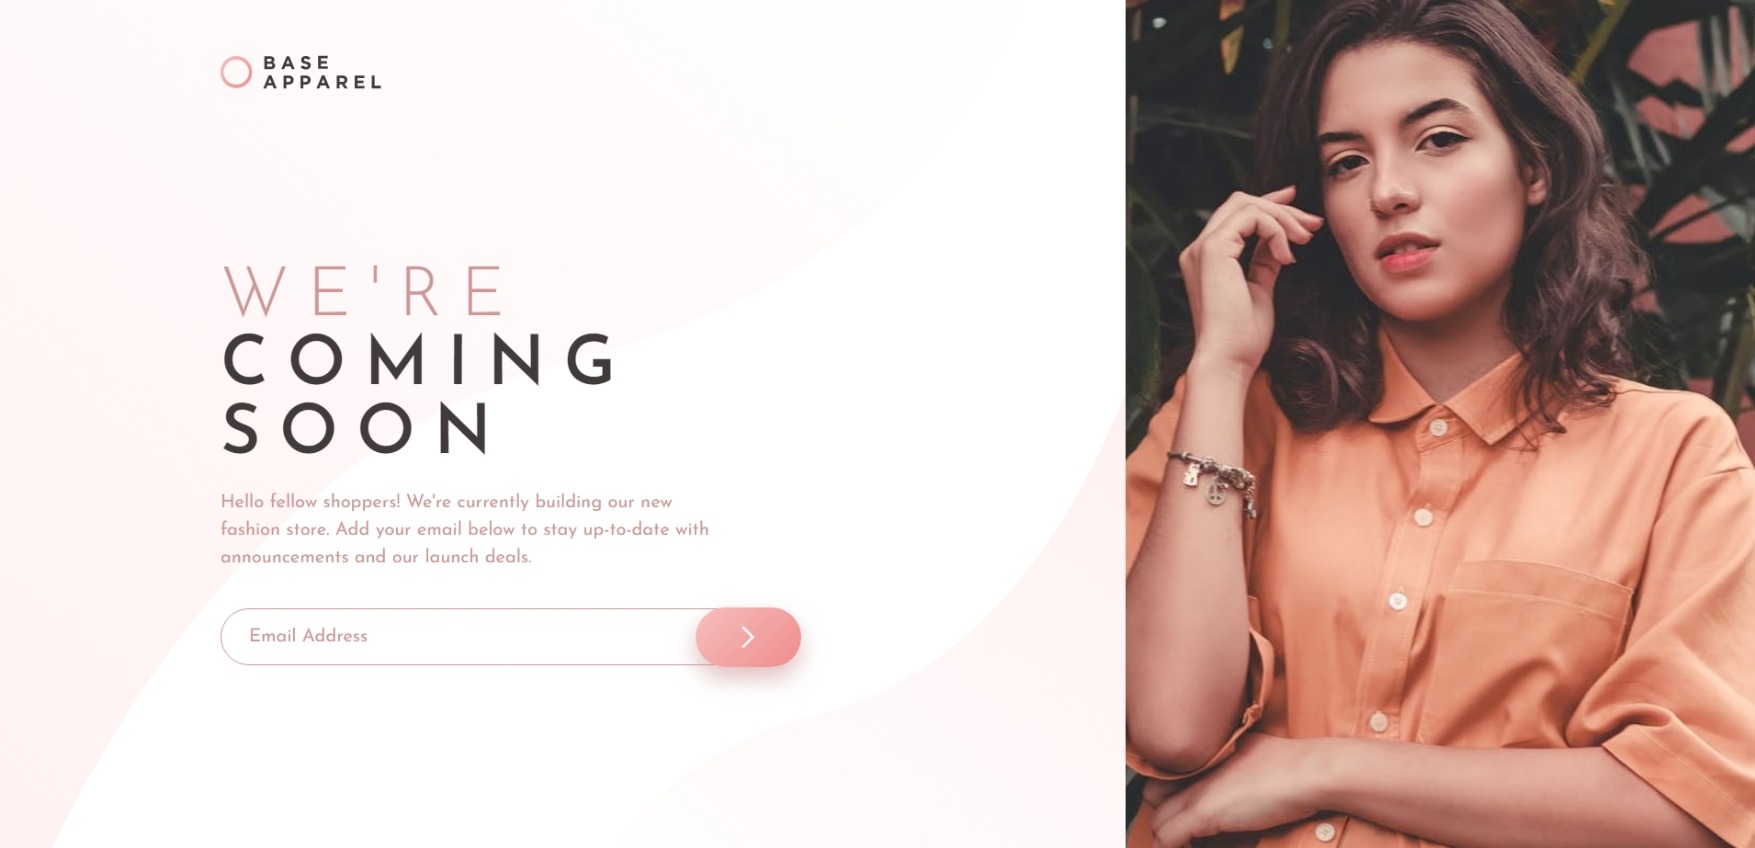 BASE
APPAREL
WE'RE
COMING
SOON
Hello fellow shoppers! We're currently building our new
fashion store. Add your email below to stay up-to-date with
announcements and our launch deals.
Email Address